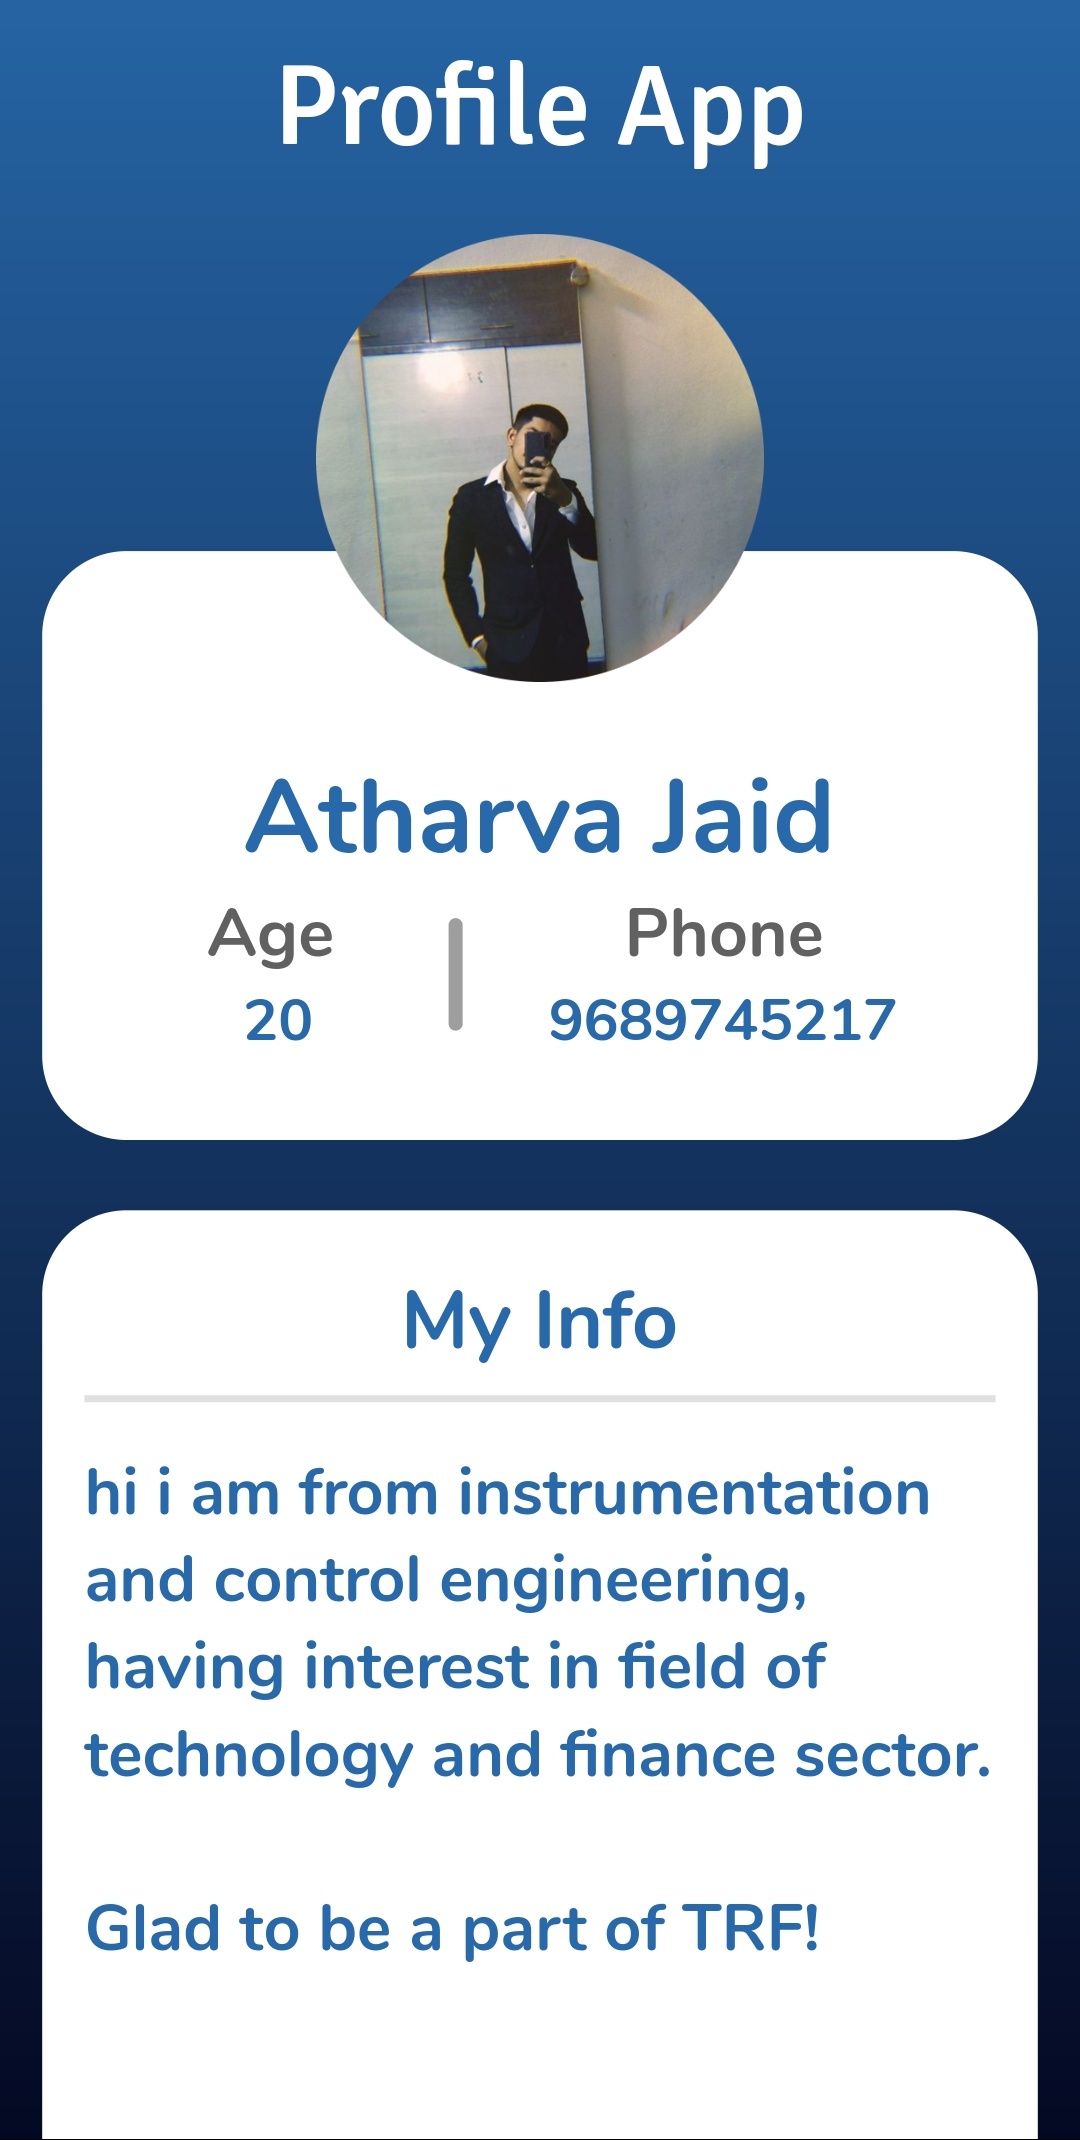 Profile App
Atharva Jaid
Age
Phone
20
9689745217
My Info
hi i am from instrumentation
and control engineering,
having interest in field of
technology and finance sector.
Glad to be a part of TRF!